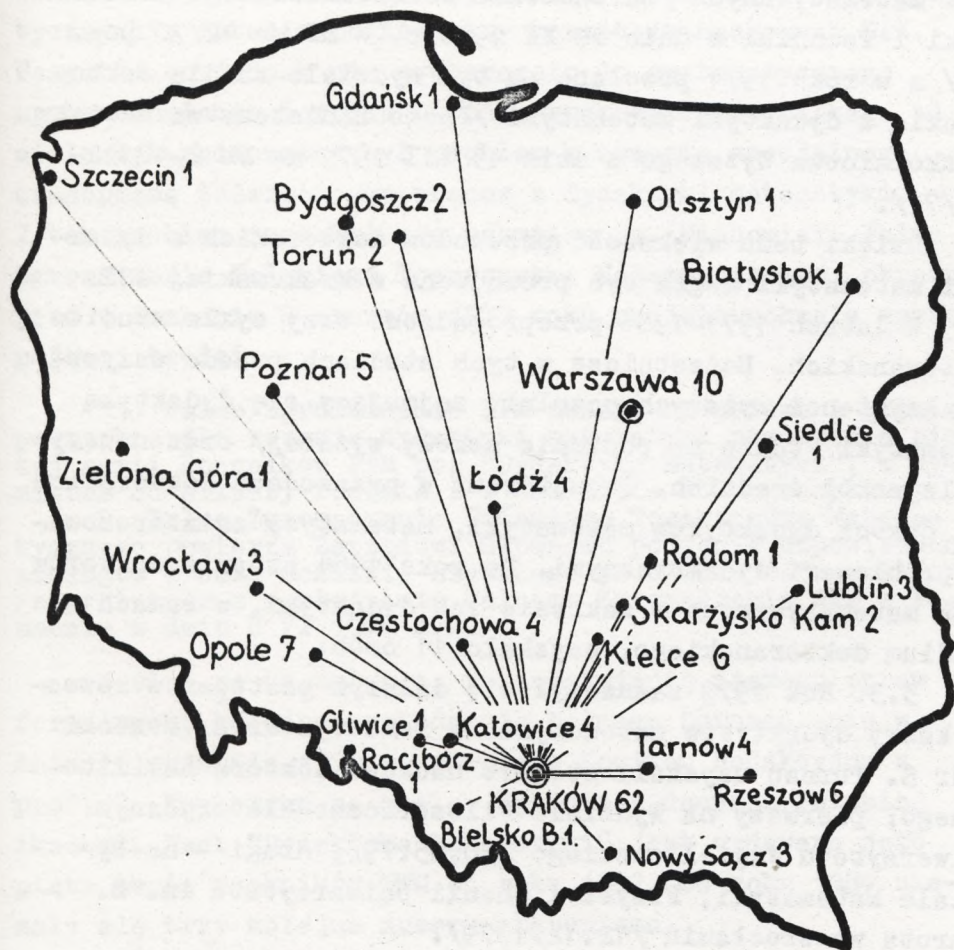 Gdańsk 1
Szczecin 1
Bydgoszcz 2
Olsztyn 1
Toruń 2
Białystok 1
Poznań 5
Warszawa 10
Siedlce
1
Zielona Góra 1
Łódź 4
Wrocław 3
Radom 1
Lublin 3
Częstochowa 4
Skarżysko Kam 2
Opole 7
Kielce 6
Gliwice 1
Katowice 1
Racibórz
1
Tarnów 4
Rzeszów 6
KRAKÓW 62
Bielsko B.1
Nowy Sącz 3